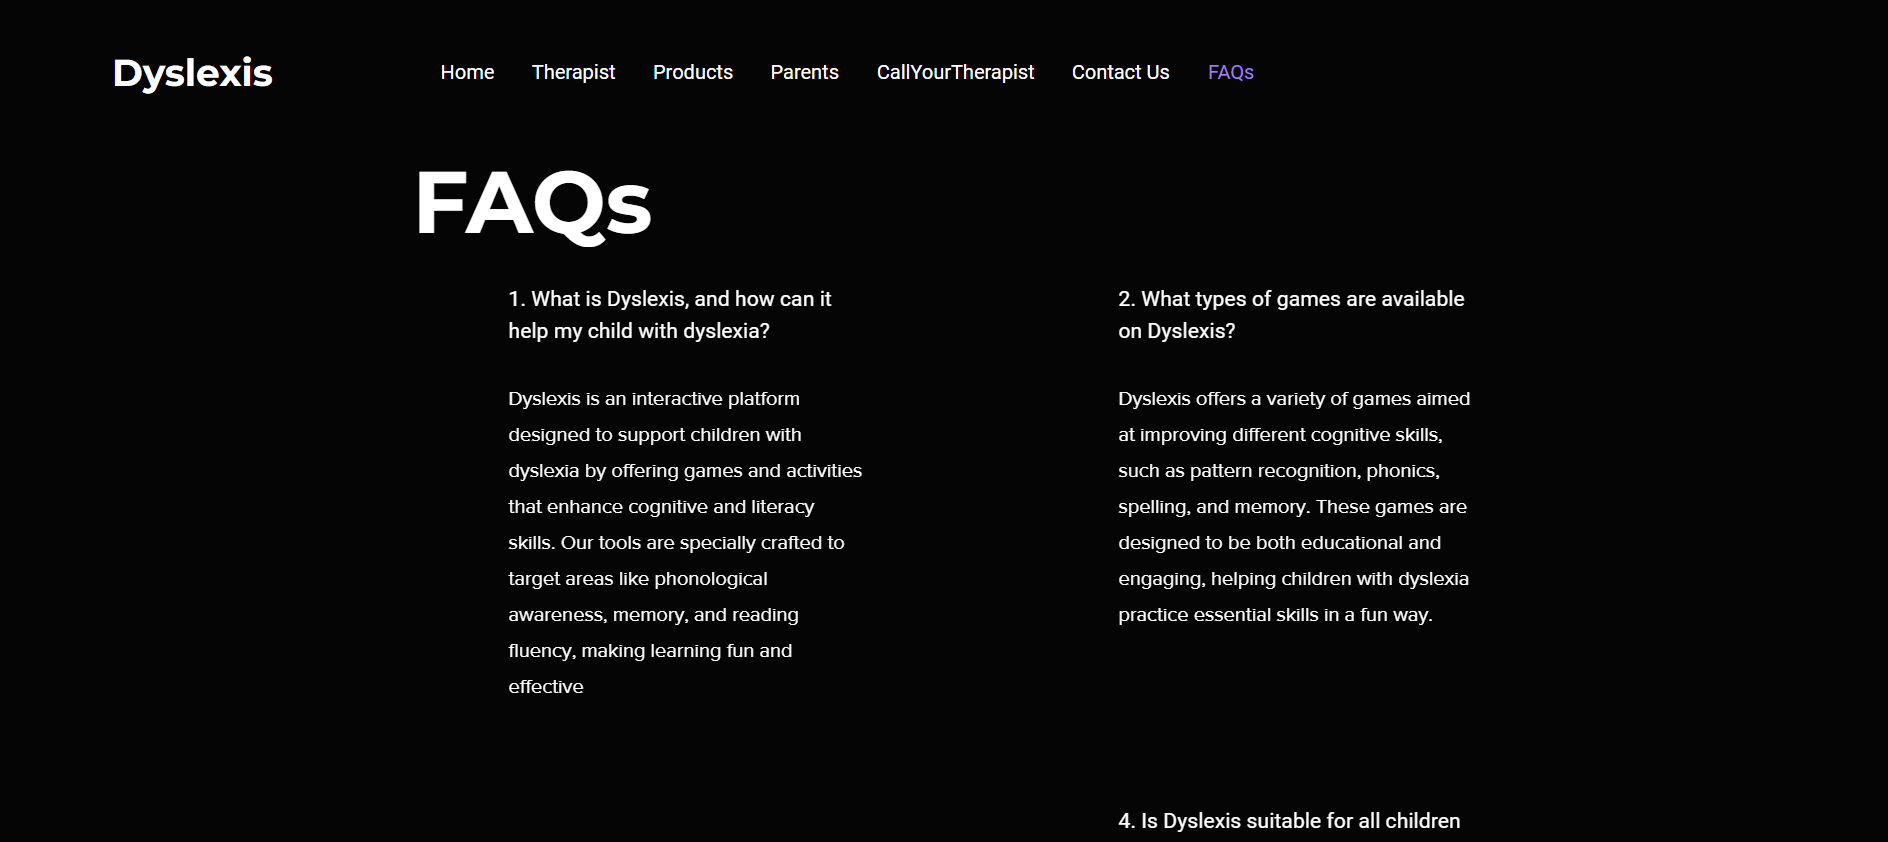 Dyslexis
Home Therapist Products Parents CallYourTherapist Contact Us FAQs
FAQs
1. What is Dyslexis, and how can it
help my child with dyslexia?
Dyslexis is an interactive platform
designed to support children with
dyslexia by offering games and activities
that enhance cognitive and literacy
skills. Our tools are specially crafted to
target areas like phonological
awareness, memory, and reading
fluency, making learning fun and
effective
2. What types of games are available
on Dyslexis?
Dyslexis offers a variety of games aimed
at improving different cognitive skills,
such as pattern recognition, phonics,
spelling, and memory. These games are
designed to be both educational and
engaging, helping children with dyslexia
practice essential skills in a fun way.
4. Is Dyslexis suitable for all children